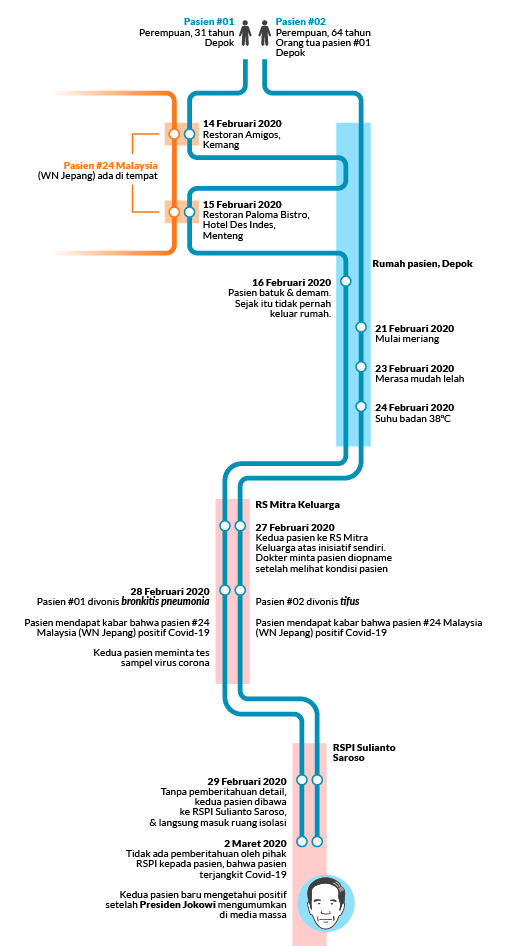 Pasien #01
Perempuan, 31 tahun
Depok
Pasien #02
Perempuan, 64 tahun
Orang tua pasien #01
Depok
14 Februari 2020
Restoran Amigos,
Kemang
Pasien #24 Malaysia
(WN Jepang) ada di tempat
15 Februari 2020
Restoran Paloma Bistro,
Hotel Des Indes,
Menteng
Rumah pasien, Depok
16 Februari 2020
Pasien batuk & demam.
Sejak itu tidak pernah
keluar rumah.
21 Februari 2020
Mulai meriang
23 Februari 2020
Merasa mudah lelah
24 Februari 2020
Suhu badan 38°C
RS Mitra Keluarga
27 Februari 2020
Kedua pasien ke RS Mitra
Keluarga atas inisiatif sendiri.
Dokter minta pasien diopname
setelah melihat kondisi pasien
28 Februari 2020
Pasien #01 divonis bronkitis pneumonia
Pasien mendapat kabar bahwa pasien #24
Malaysia (WN Jepang) positif Covid-19
Kedua pasien meminta tes
sampel virus corona
Pasien #02 divonis tifus
Pasien mendapat kabar bahwa pasien #24 Malaysia
(WN Jepang) positif Covid-19
RSPI Sulianto
Saroso
29 Februari 2020
Tanpa pemberitahuan detail,
kedua pasien dibawa
ke RSPI Sulianto Saroso,
& langsung masuk ruang isolasi
2 Maret 2020
Tidak ada pemberitahuan oleh pihak
RSPI kepada pasien, bahwa pasien
terjangkit Covid-19
Kedua pasien baru mengetahui positif
setelah Presiden Jokowi mengumumkan
di media massa